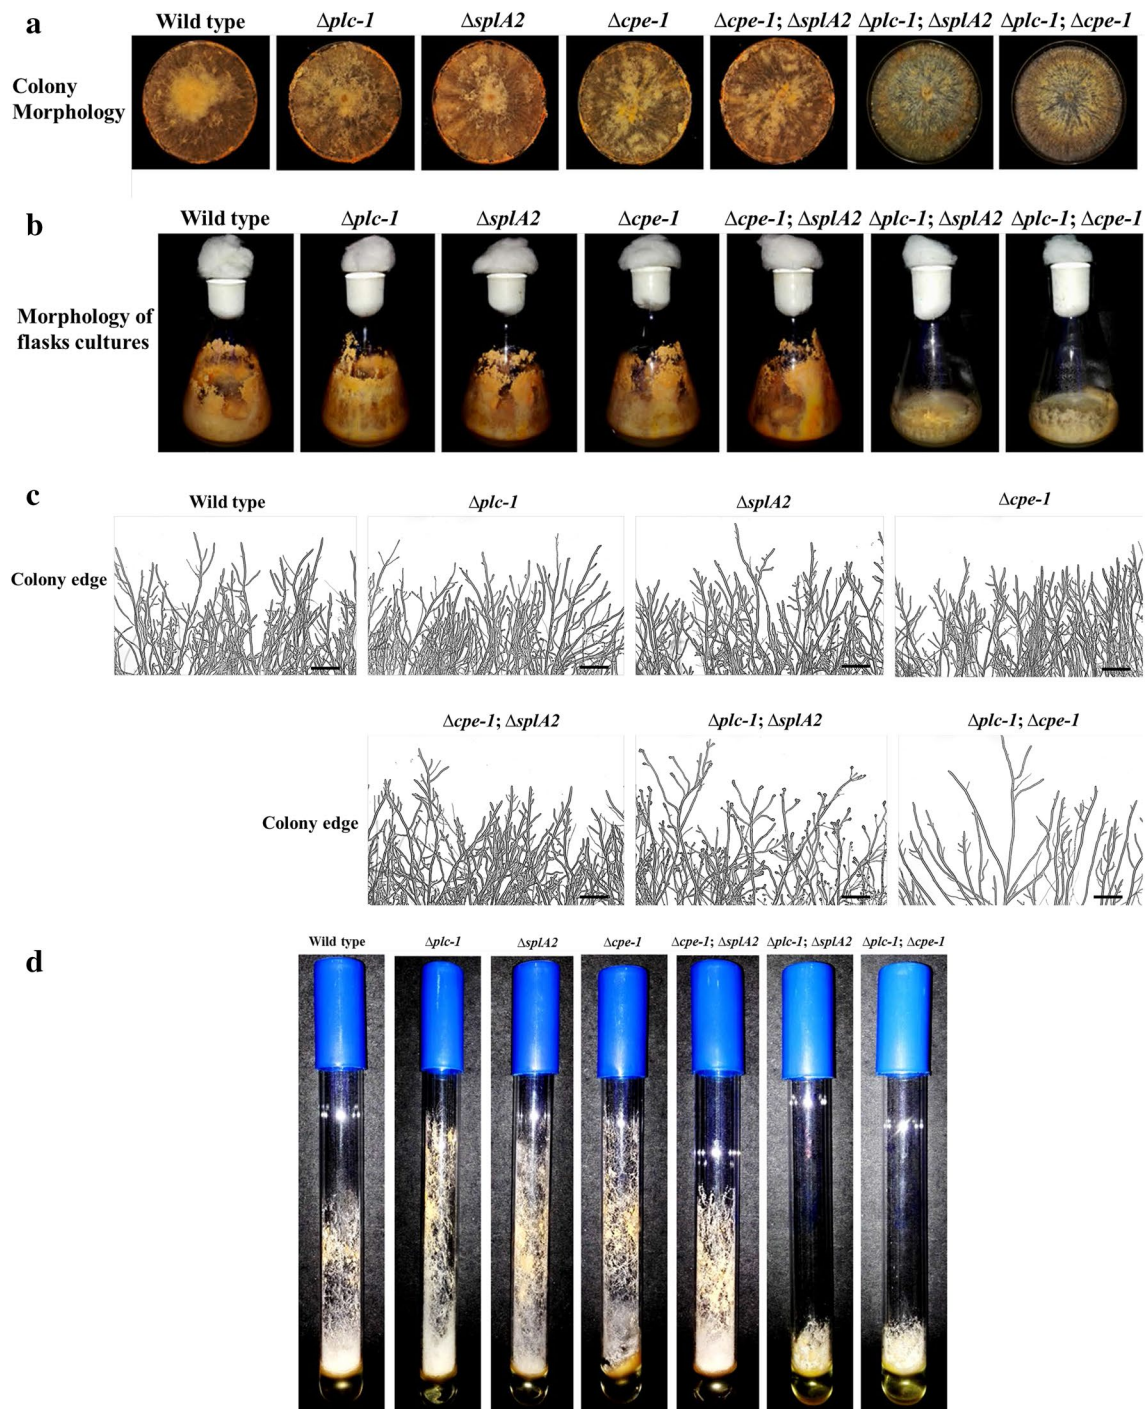 a
Wild type Δplc-1 ΔsplA2 Δcpe-1 Δcpe-1; ΔsplA2 Δplc-1; ΔsplA2 Δplc-1; Δcpe-1
Colony
Morphology
b
Wild type Δplc-1 ΔsplA2 Δcpe-1 Δcpe-1; ΔsplA2 Δplc-1; ΔsplA2 Δplc-1; Δcpe-1
Morphology of
flasks cultures
c
Wild type Δplc-1 ΔsplA2 Δcpe-1
Colony edge
Δcpe-1; ΔsplA2 Δplc-1; ΔsplA2 Δplc-1; Δcpe-1
Colony edge
d
Wild type Δplc-1 ΔsplA2 Δcpe-1 Δcpe-1; ΔsplA2 Δplc-1; ΔsplA2 Δplc-1; Δcpe-1